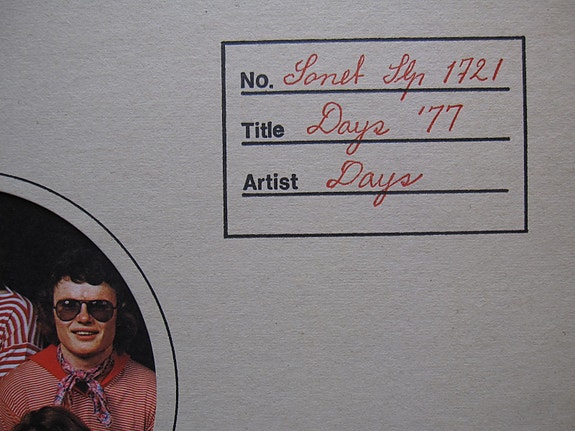 No. Sonet Slp 1721
Title Days '77
Artist Days